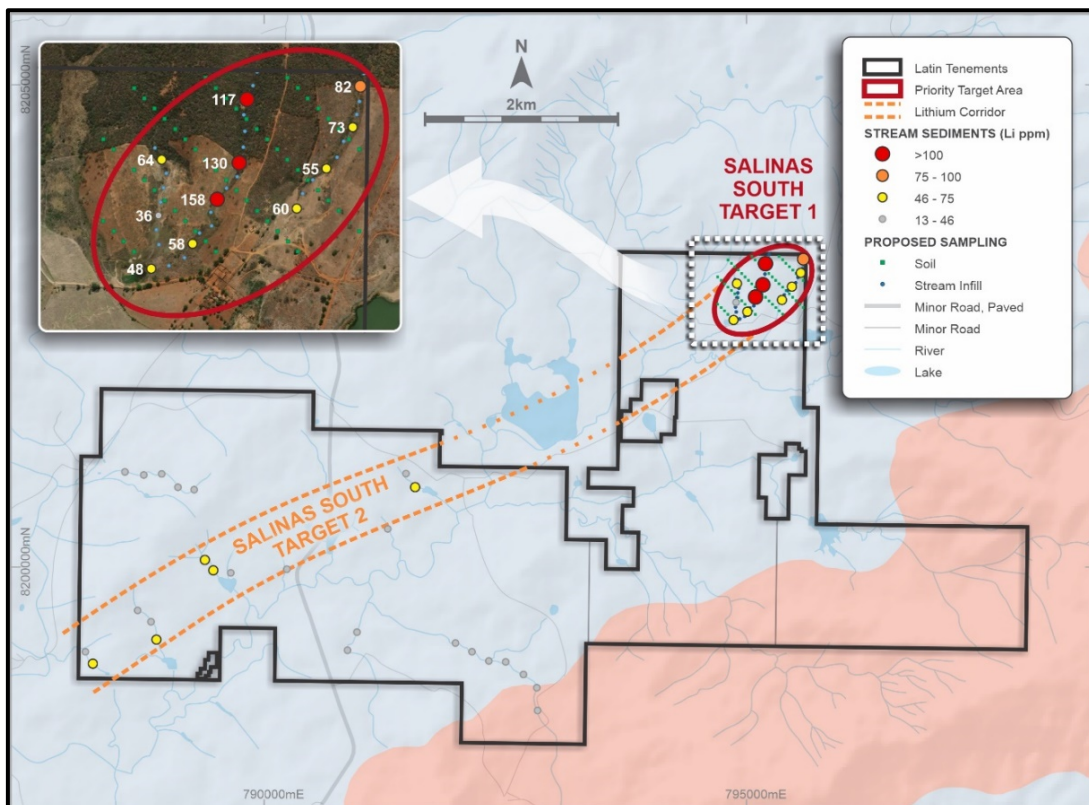 82
117
73
130
64
55
158
36
60
58
48
N
2km
SALINAS
SOUTH
TARGET 1
SALINAS SOUTH
TARGET 2
Latin Tenements
Priority Target Area
Lithium Corridor
STREAM SEDIMENTS (Li ppm)
>100
75 - 100
46 - 75
13 - 46
PROPOSED SAMPLING
Soil
Stream Infill
Minor Road, Paved
Minor Road
River
Lake
8205000mN
8200000mN
790000mE
795000mE